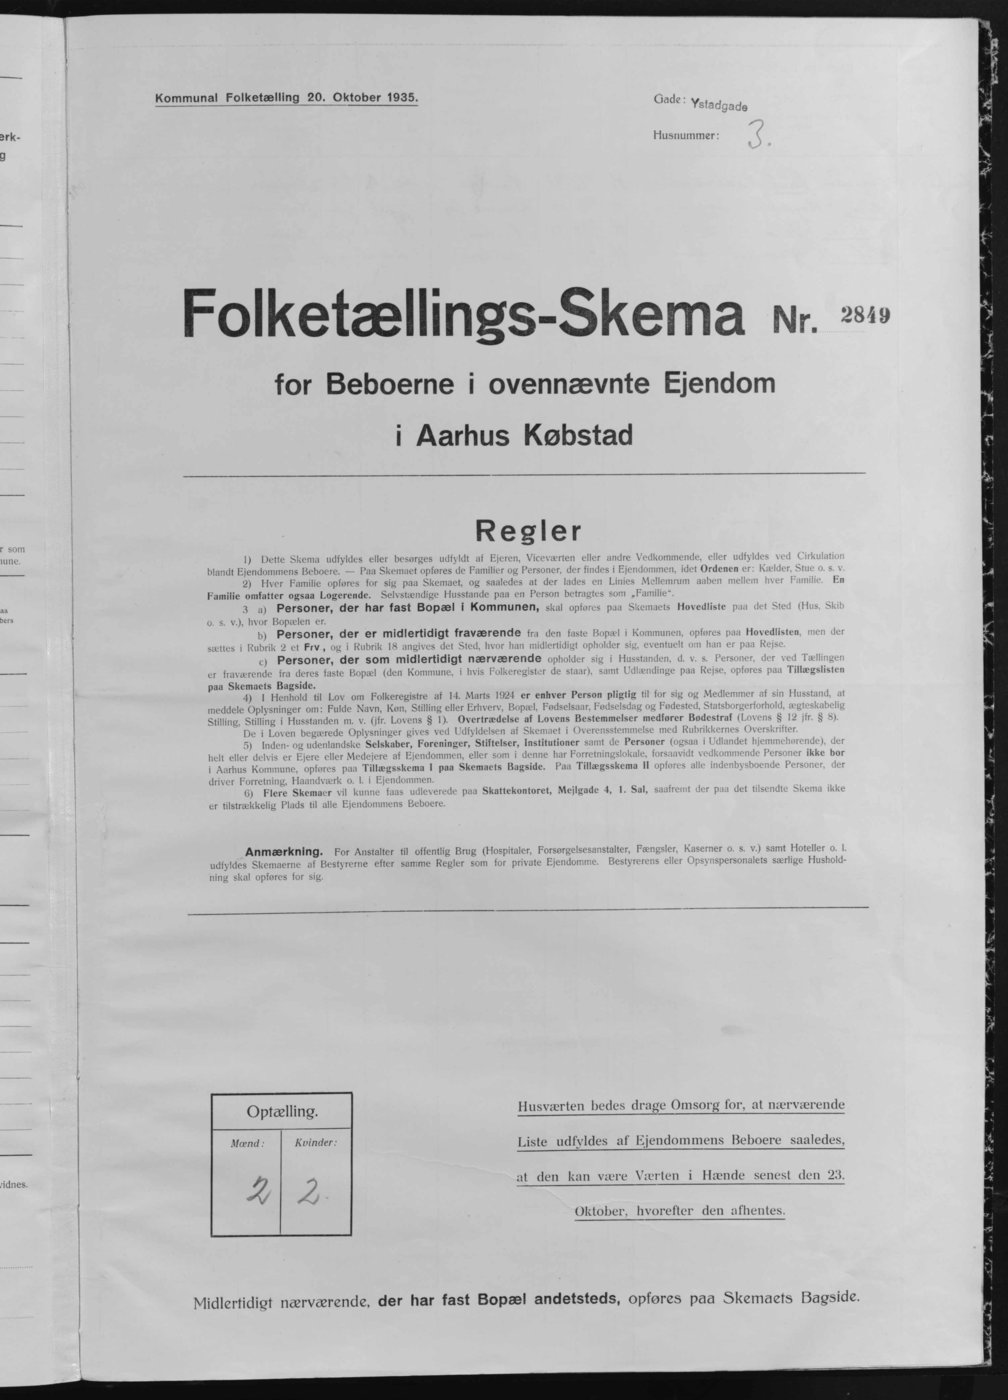 Kommunal Folketælling 20. Oktober 1935.
Gade: Ystadgade
Husnummer: 3.
Folketællings-Skema Nr. 2849
for Beboerne i ovennævnte Ejendom
i Aarhus Købstad
Regler
1) Dette Skema udfyldes eller besørges udfyldt af Ejeren, Viceværten eller andre Vedkommende, eller udfyldes ved Cirkulation
blandt Ejendommens Beboere. — Paa Skemaet opføres de Familier og Personer, der findes i Ejendommen, idet Ordenen er: Kælder, Stue o. s. v.
2) Hver Familie opføres for sig paa Skemaet, og saaledes at der lades en Linies Mellemrum aaben mellem hver Familie. En
Familie omfatter ogsaa Logerende. Selvstændige Husstande paa en Person betragtes som „Familie“.
3 a) Personer, der har fast Bopæl i Kommunen, skal opføres paa Skemaets Hovedliste paa det Sted (Hus, Skib
o. s. v.), hvor Bopælen er.
b) Personer, der er midlertidigt fraværende fra den faste Bopæl i Kommunen, opføres paa Hovedlisten, men der
sættes i Rubrik 2 et Frv, og i Rubrik 18 angives det Sted, hvor han midlertidigt opholder sig, eventuelt om han er paa Rejse.
c) Personer, der som midlertidigt nærværende opholder sig i Husstanden, d. v. s. Personer, der ved Tællingen
er fraværende fra deres faste Bopæl (den Kommune, i hvis Folkeregister de staar), samt Udlændinge paa Rejse, opføres paa Tillægslisten
paa Skemaets Bagside.
4) I Henhold til Lov om Folkeregistre af 14. Marts 1924 er enhver Person pligtig til for sig og Medlemmer af sin Husstand, at
meddele Oplysninger om: Fulde Navn, Køn, Stilling eller Erhverv, Bopæl, Fødselsaar, Fødselsdag og Fødested, Statsborgerforhold, ægteskabelig
Stilling, Stilling i Husstanden m. v. (jfr. Lovens § 1). Overtrædelse af Lovens Bestemmelser medfører Bødestraf (Lovens § 12 jfr. § 8).
De i Loven begærede Oplysninger gives ved Udfyldelsen af Skemaet i Overensstemmelse med Rubrikkernes Overskrifter.
5) Inden- og udenlandske Selskaber, Foreninger, Stiftelser, Institutioner samt de Personer (ogsaa i Udlandet hjemmehørende), der
helt eller delvis er Ejere eller Medejere af Ejendommen, eller som i denne har Forretningslokale, forsaavidt vedkommende Personer ikke bor
i Aarhus Kommune, opføres paa Tillægsskema I paa Skemaets Bagside. Paa Tillægsskema II opføres alle indenbysboende Personer, der
driver Forretning, Haandværk o. l. i Ejendommen.
6) Flere Skemaer vil kunne faas udleverede paa Skattekontoret, Mejlgade 4, 1. Sal, saafremt der paa det tilsendte Skema ikke
er tilstrækkelig Plads til alle Ejendommens Beboere.
Anmærkning. For Anstalter til offentlig Brug (Hospitaler, Forsørgelsesanstalter, Fængsler, Kaserner o. s. v.) samt Hoteller o. l.
udfyldes Skemaerne af Bestyrerne efter samme Regler som for private Ejendomme. Bestyrerens eller Opsynspersonalets særlige Hushold-
ning skal opføres for sig.
Optælling.
Mænd: Kvinder:
2 2.
Husværten bedes drage Omsorg for, at nærværende
Liste udfyldes af Ejendommens Beboere saaledes,
at den kan være Værten i Hænde senest den 23.
Oktober, hvorefter den afhentes.
Midlertidigt nærværende, der har fast Bopæl andetsteds, opføres paa Skemaets Bagside.